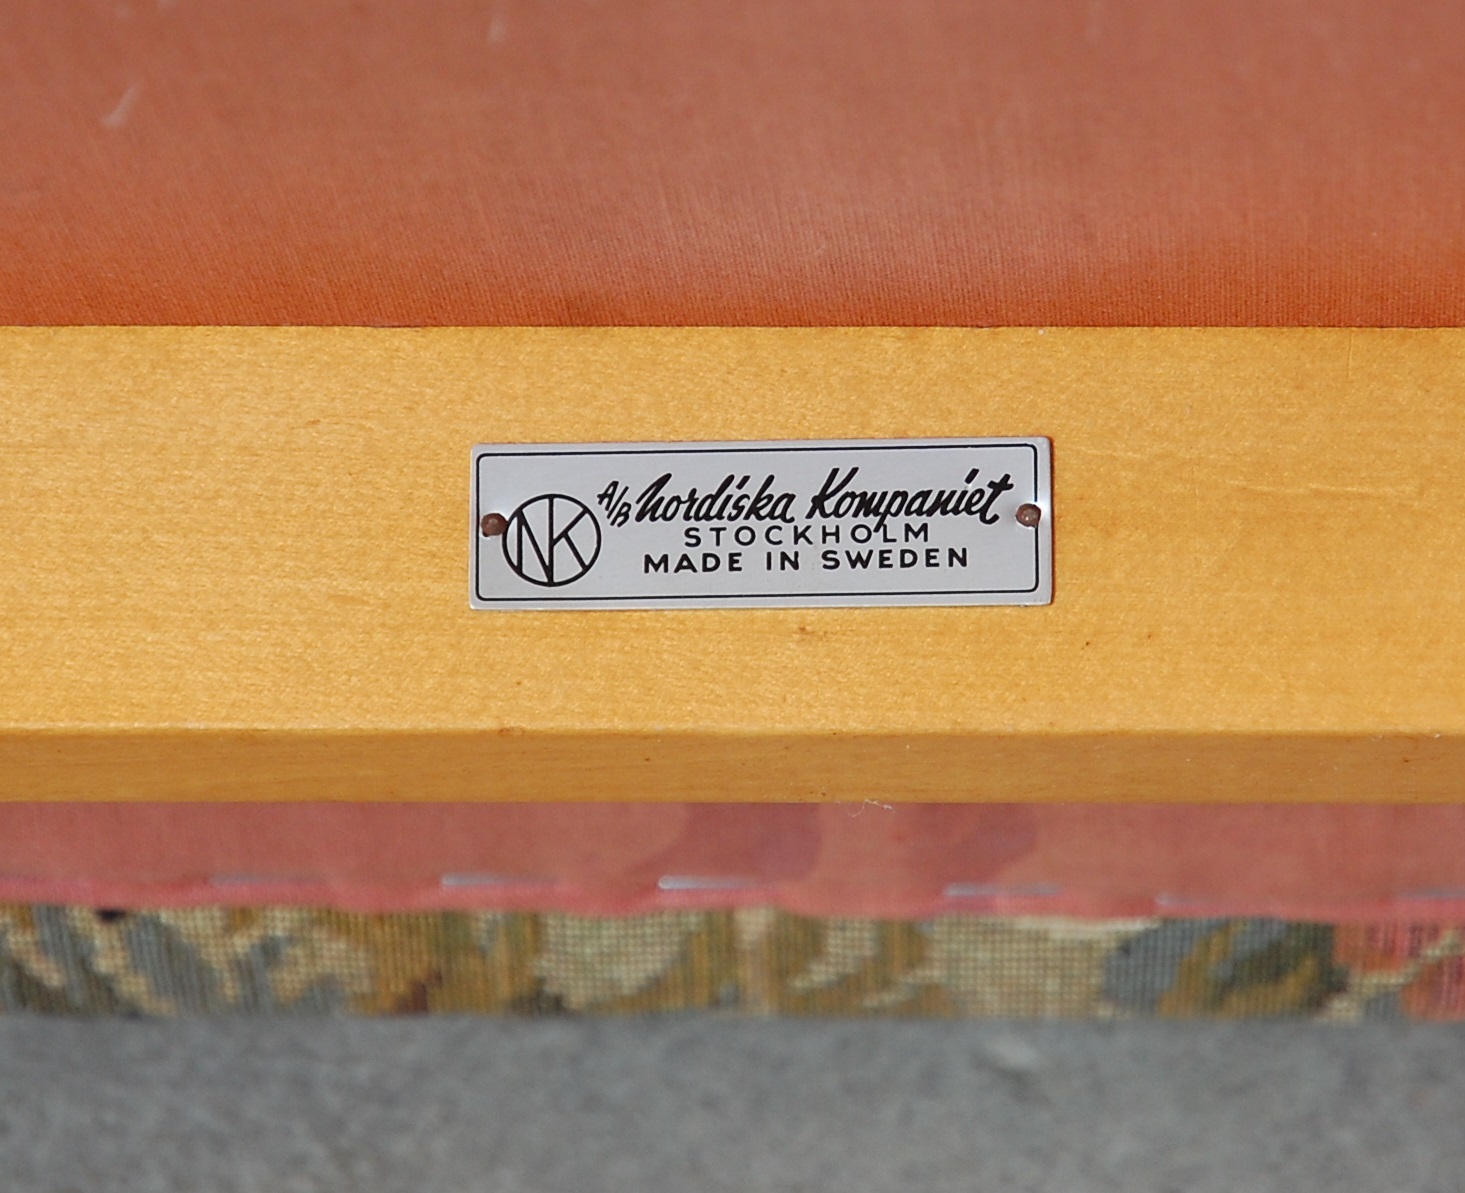 NK
A/B Nordiska Kompaniet
STOCKHOLM
MADE IN SWEDEN